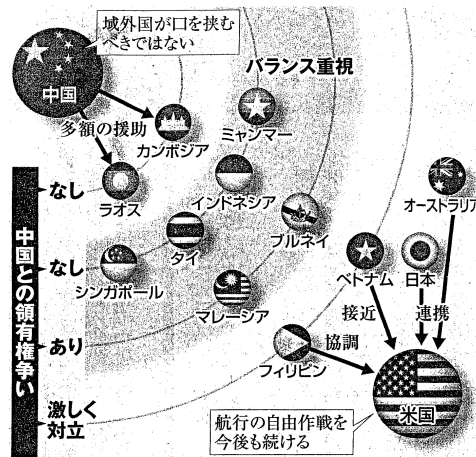 域外国が口を挟む
べきではない
中国
多額の援助
カンボジア
ラオス
バランス重視
ミャンマー
インドネシア
ブルネイ
タイ
シンガポール
マレーシア
オーストラリア
ベトナム
日本
接近
連携
フィリピン
協調
米国
航行の自由作戦を
今後も続ける
中国との領有権争い
なし
なし
あり
激しく
対立